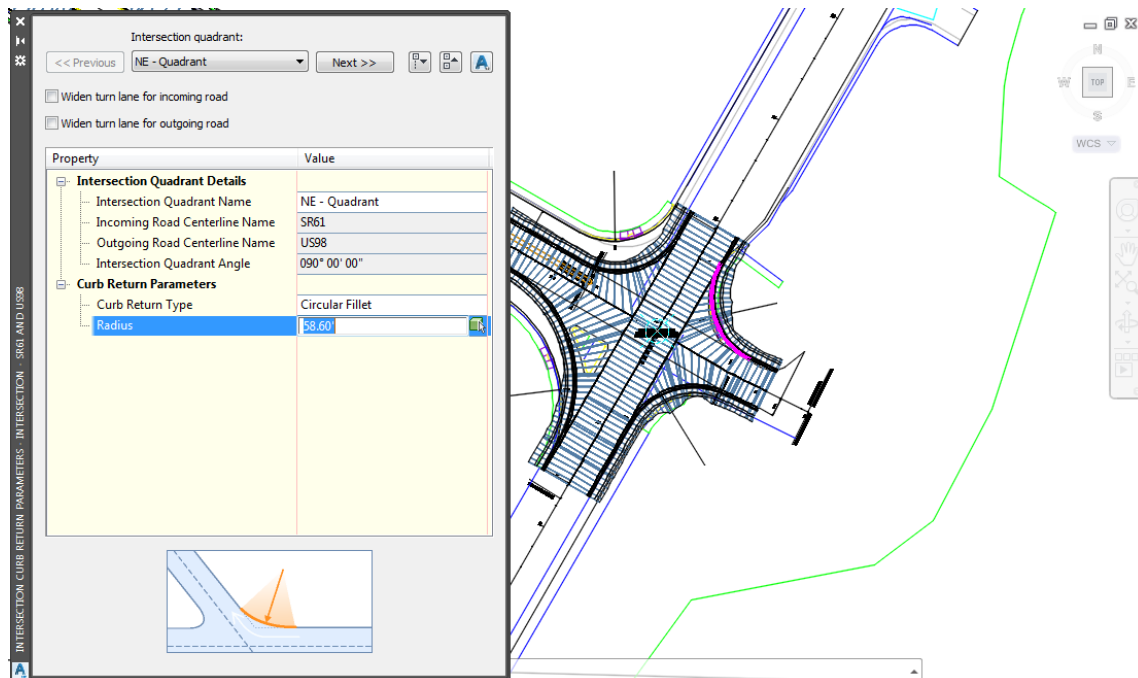 Intersection quadrant:
<< Previous
NE - Quadrant
Next >>
Widen turn lane for incoming road
Widen turn lane for outgoing road
Property Value
Intersection Quadrant Details
Intersection Quadrant Name NE - Quadrant
Incoming Road Centerline Name SR61
Outgoing Road Centerline Name US98
Intersection Quadrant Angle 090° 00' 00"
Curb Return Parameters
Curb Return Type Circular Fillet
Radius 58.60'
INTERSECTION CURB RETURN PARAMETERS - INTERSECTION - SR61 AND US98
N
W TOP E
S
WCS